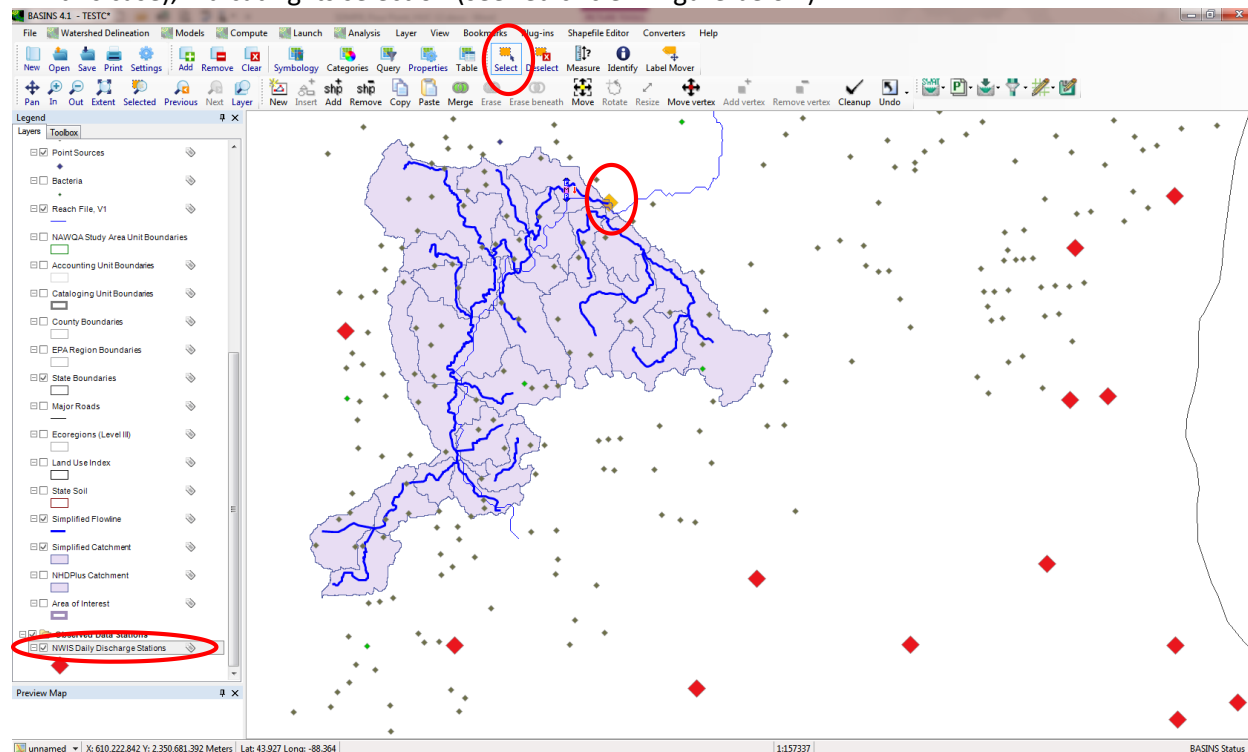 BASINS 4.1 - TESTC*
File Watershed Delineation Models Compute Launch Analysis Layer View Bookmarks Plug-ins Shapefile Editor Converters Help
New Open Save Print Settings Add Remove Clear Symbology Categories Query Properties Table Select Deselect Measure Identify Label Mover
Pan In Out Extent Selected Previous Next Layer New Insert Add Remove Copy Paste Merge Erase Erase beneath Move Rotate Resize Move vertex Add vertex Remove vertex Cleanup Undo
Legend
Layers Toolbox
Point Sources
Bacteria
Reach File, V1
NAWQA Study Area Unit Boundaries
Accounting Unit Boundaries
Cataloging Unit Boundaries
County Boundaries
EPA Region Boundaries
State Boundaries
Major Roads
Ecoregions (Level III)
Land Use Index
State Soil
Simplified Flowline
Simplified Catchment
NHDPlus Catchment
Area of Interest
Observed Data Stations
NWIS Daily Discharge Stations
Preview Map
unnamed X: 610,222.842 Y: 2,350,681.392 Meters Lat: 43.927 Long: -88.364 1:157337 BASINS Status